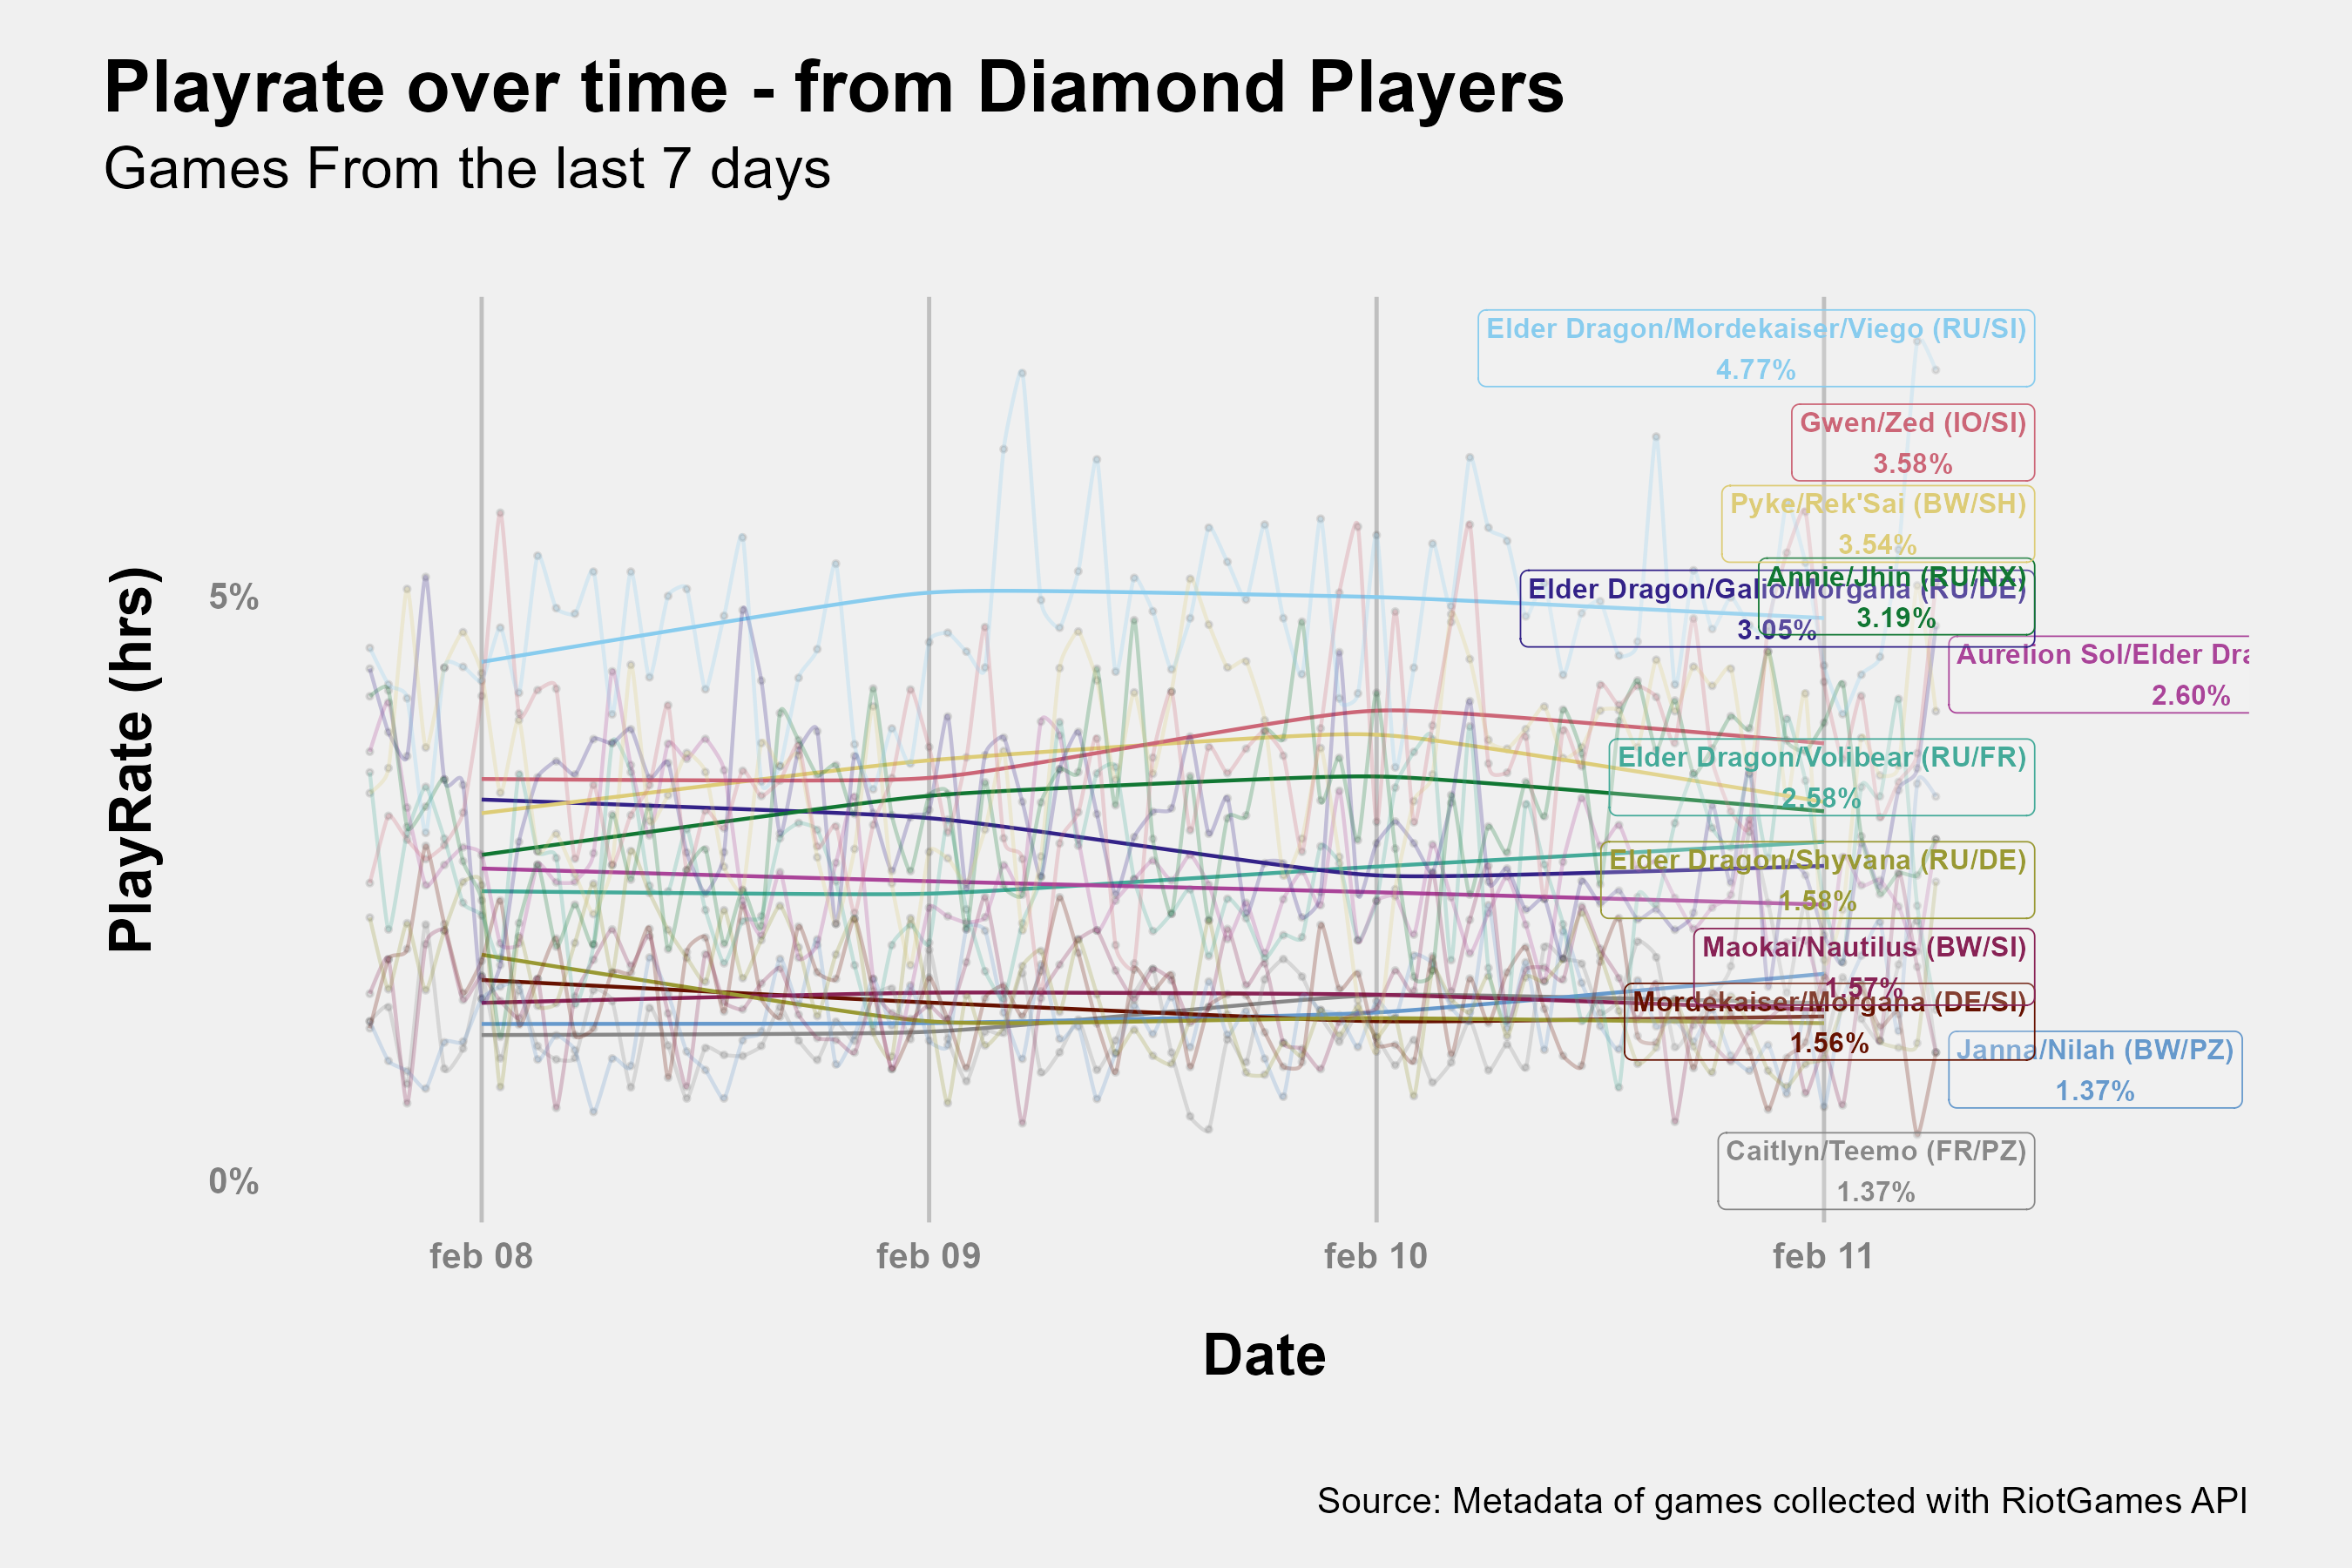 Playrate over time - from Diamond Players
Games From the last 7 days
PlayRate (hrs)
5%
0%
Elder Dragon/Mordekaiser/Viego (RU/SI)
4.77%
Gwen/Zed (IO/SI)
3.58%
Pyke/Rek'Sai (BW/SH)
3.54%
Annie/Jhin (RU/NX)
3.19%
Elder Dragon/Galio/Morgana (RU/DE)
3.05%
Aurelion Sol/Elder Dra
2.60%
Elder Dragon/Volibear (RU/FR)
2.58%
Elder Dragon/Shyvana (RU/DE)
1.58%
Maokai/Nautilus (BW/SI)
1.57%
Mordekaiser/Morgana (DE/SI)
1.56%
Janna/Nilah (BW/PZ)
1.37%
Caitlyn/Teemo (FR/PZ)
1.37%
feb 08
feb 09
feb 10
feb 11
Date
Source: Metadata of games collected with RiotGames API